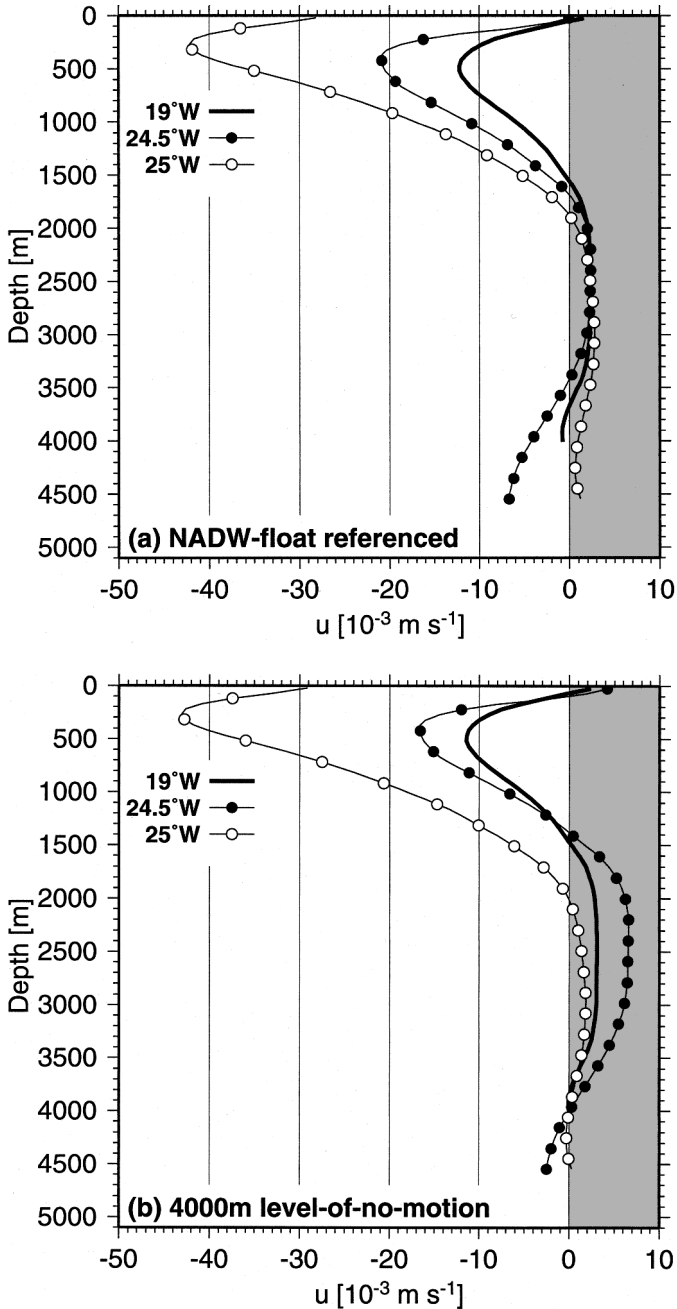 0
500
1000
1500
2000
2500
3000
3500
4000
4500
5000
Depth [m]
19°W
24.5°W
25°W
(a) NADW-float referenced
-50 -40 -30 -20 -10 0 10
u [10-3 m s-1]
0
500
1000
1500
2000
2500
3000
3500
4000
4500
5000
Depth [m]
19°W
24.5°W
25°W
(b) 4000m level-of-no-motion
-50 -40 -30 -20 -10 0 10
u [10-3 m s-1]